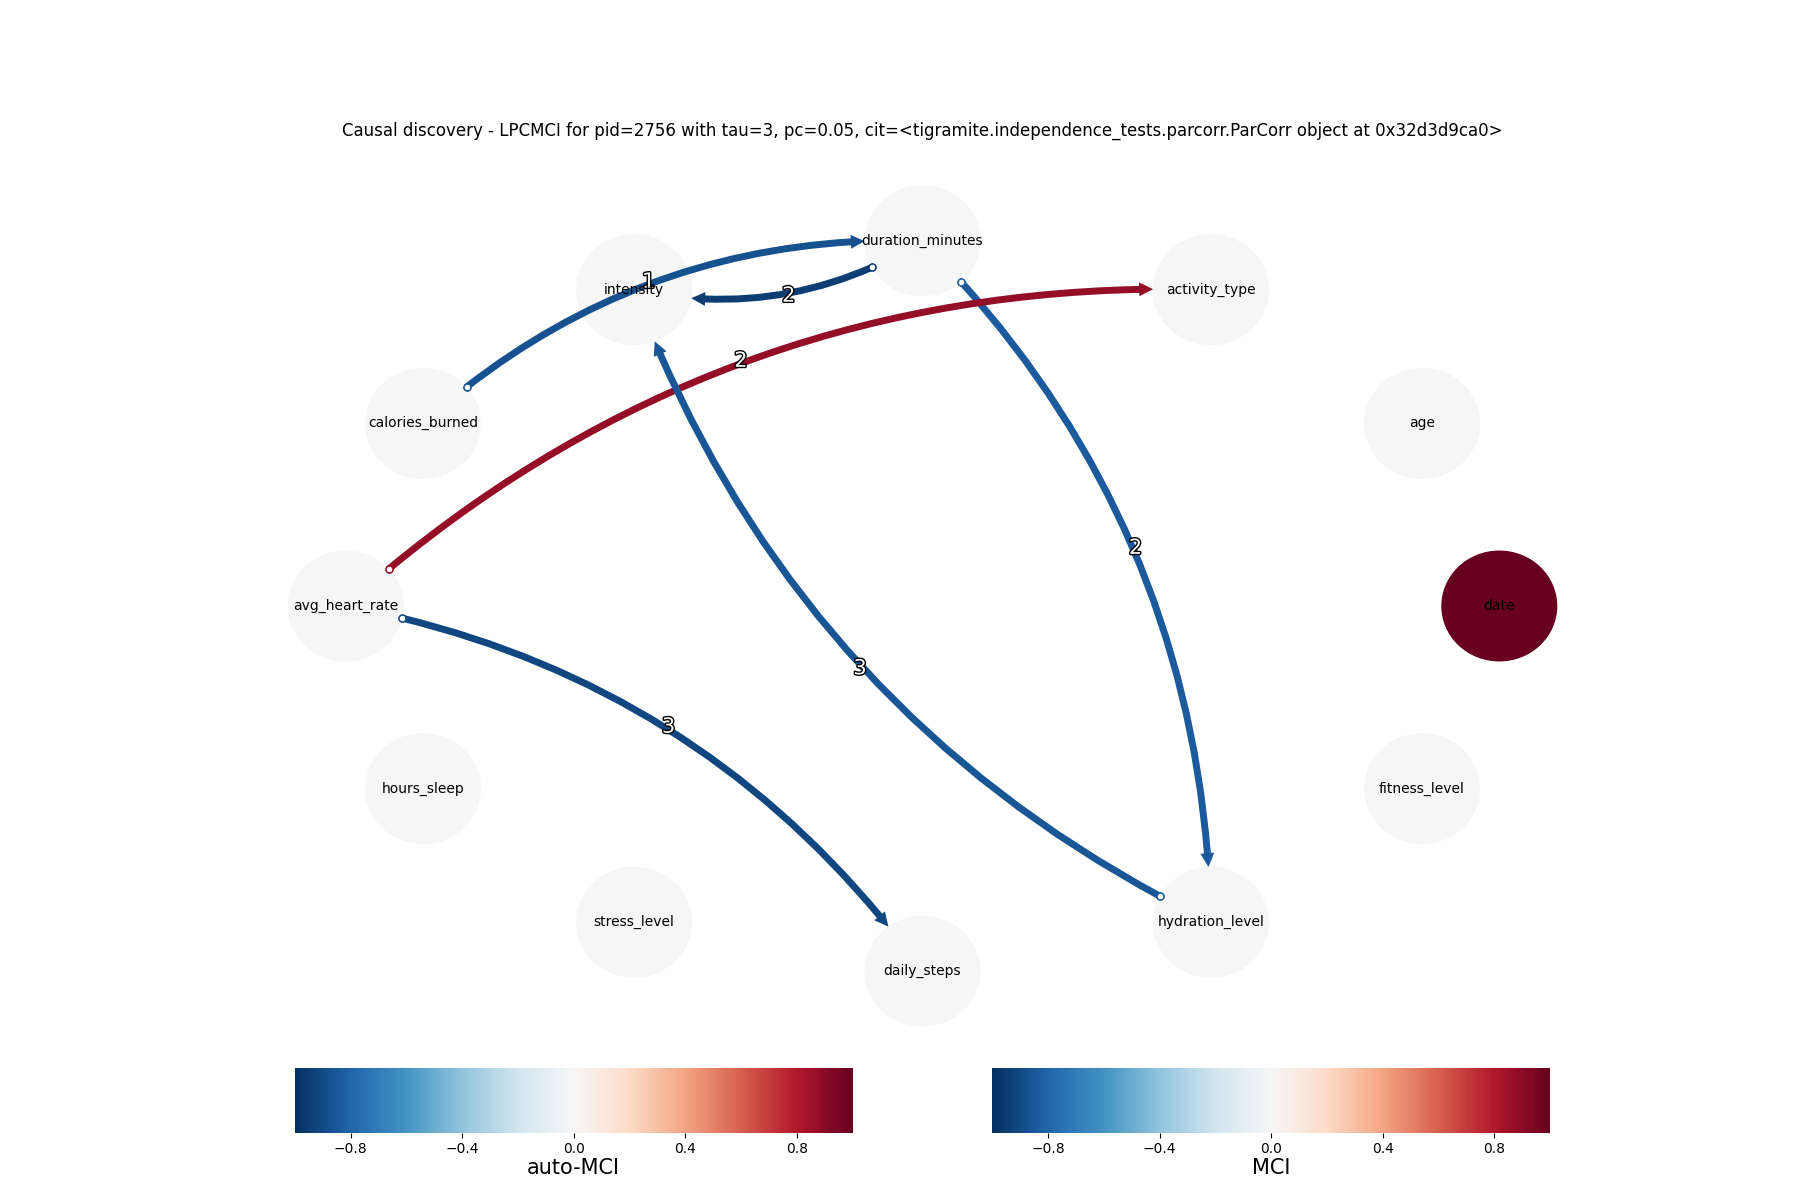 Causal discovery - LPCMCI for pid=2756 with tau=3, pc=0.05, cit=<tigramite.independence_tests.parcorr.ParCorr object at 0x32d3d9ca0>
duration_minutes
intensity
activity_type
1
2
2
calories_burned
age
2
avg_heart_rate
date
3
3
hours_sleep
fitness_level
stress_level
hydration_level
daily_steps
−0.8 −0.4 0.0 0.4 0.8
auto-MCI
−0.8 −0.4 0.0 0.4 0.8
MCI